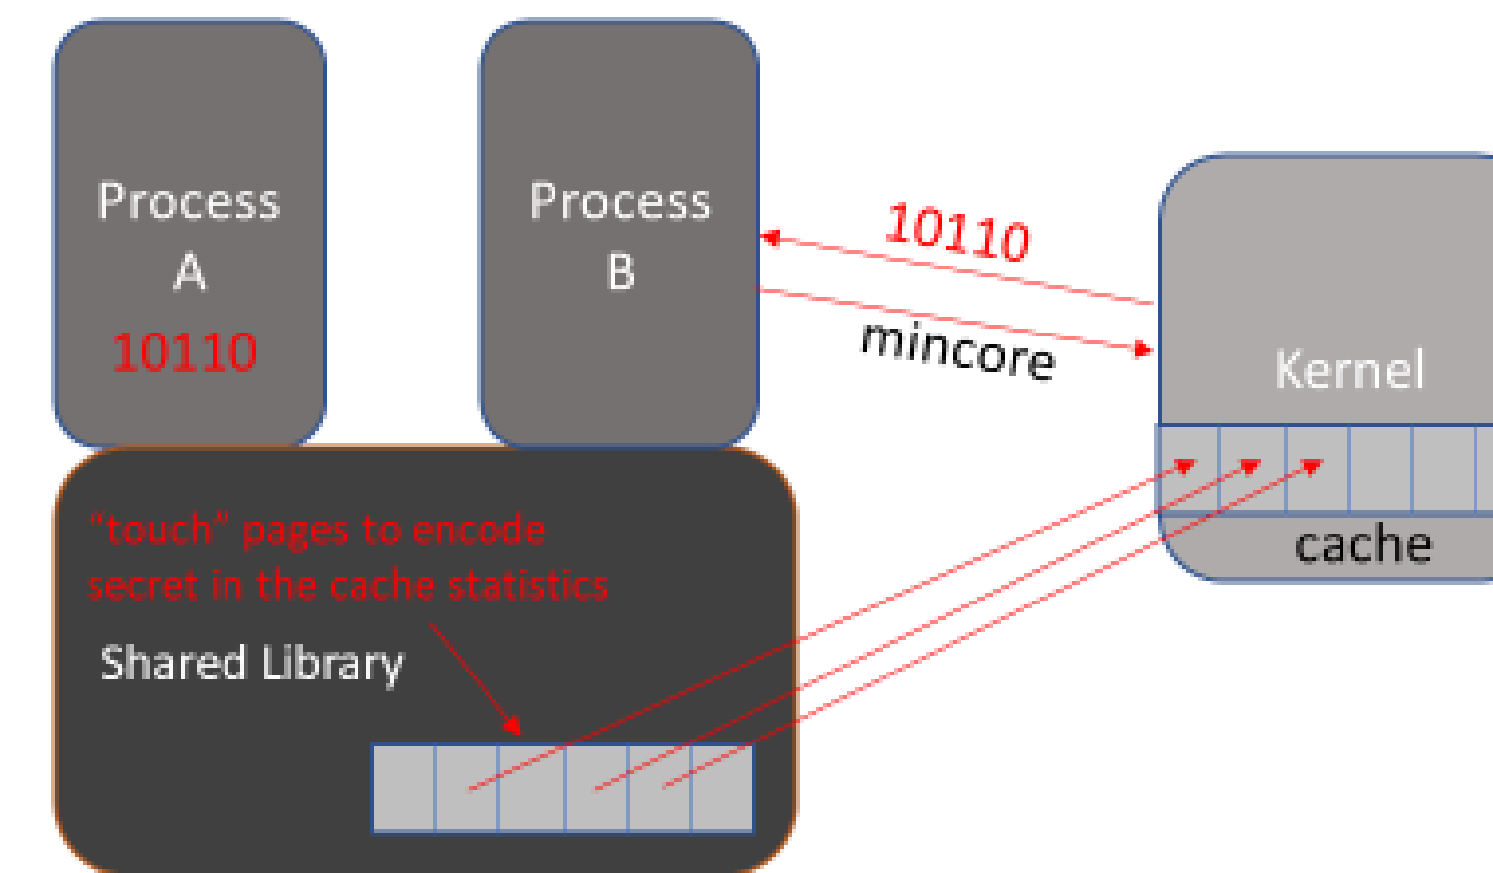 Process
A
10110
Process
B
10110
mincore
Kernel
cache
“touch” pages to encode
secret in the cache statistics
Shared Library